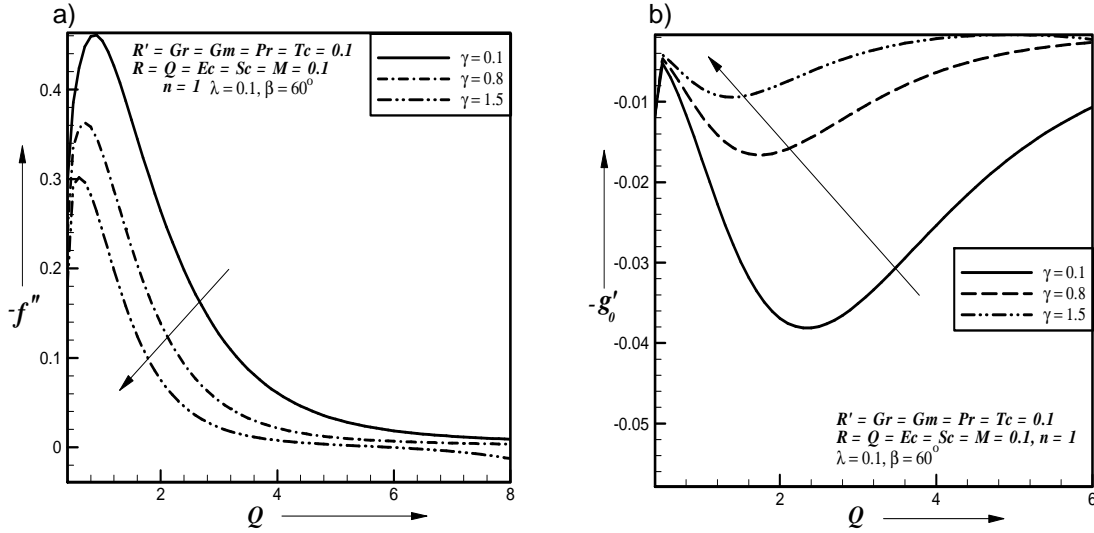 a)
R' = Gr = Gm = Pr = Tc = 0.1
R = Q = Ec = Sc = M = 0.1
n = 1 λ = 0.1, β = 60°
γ = 0.1
γ = 0.8
γ = 1.5
0.4
0.3
0.2
0.1
0
-f''
2
4
6
8
Q
b)
-0.01
-0.02
-0.03
-0.04
-0.05
-g₀'
γ = 0.1
γ = 0.8
γ = 1.5
R' = Gr = Gm = Pr = Tc = 0.1
R = Q = Ec = Sc = M = 0.1, n = 1
λ = 0.1, β = 60°
2
4
6
Q